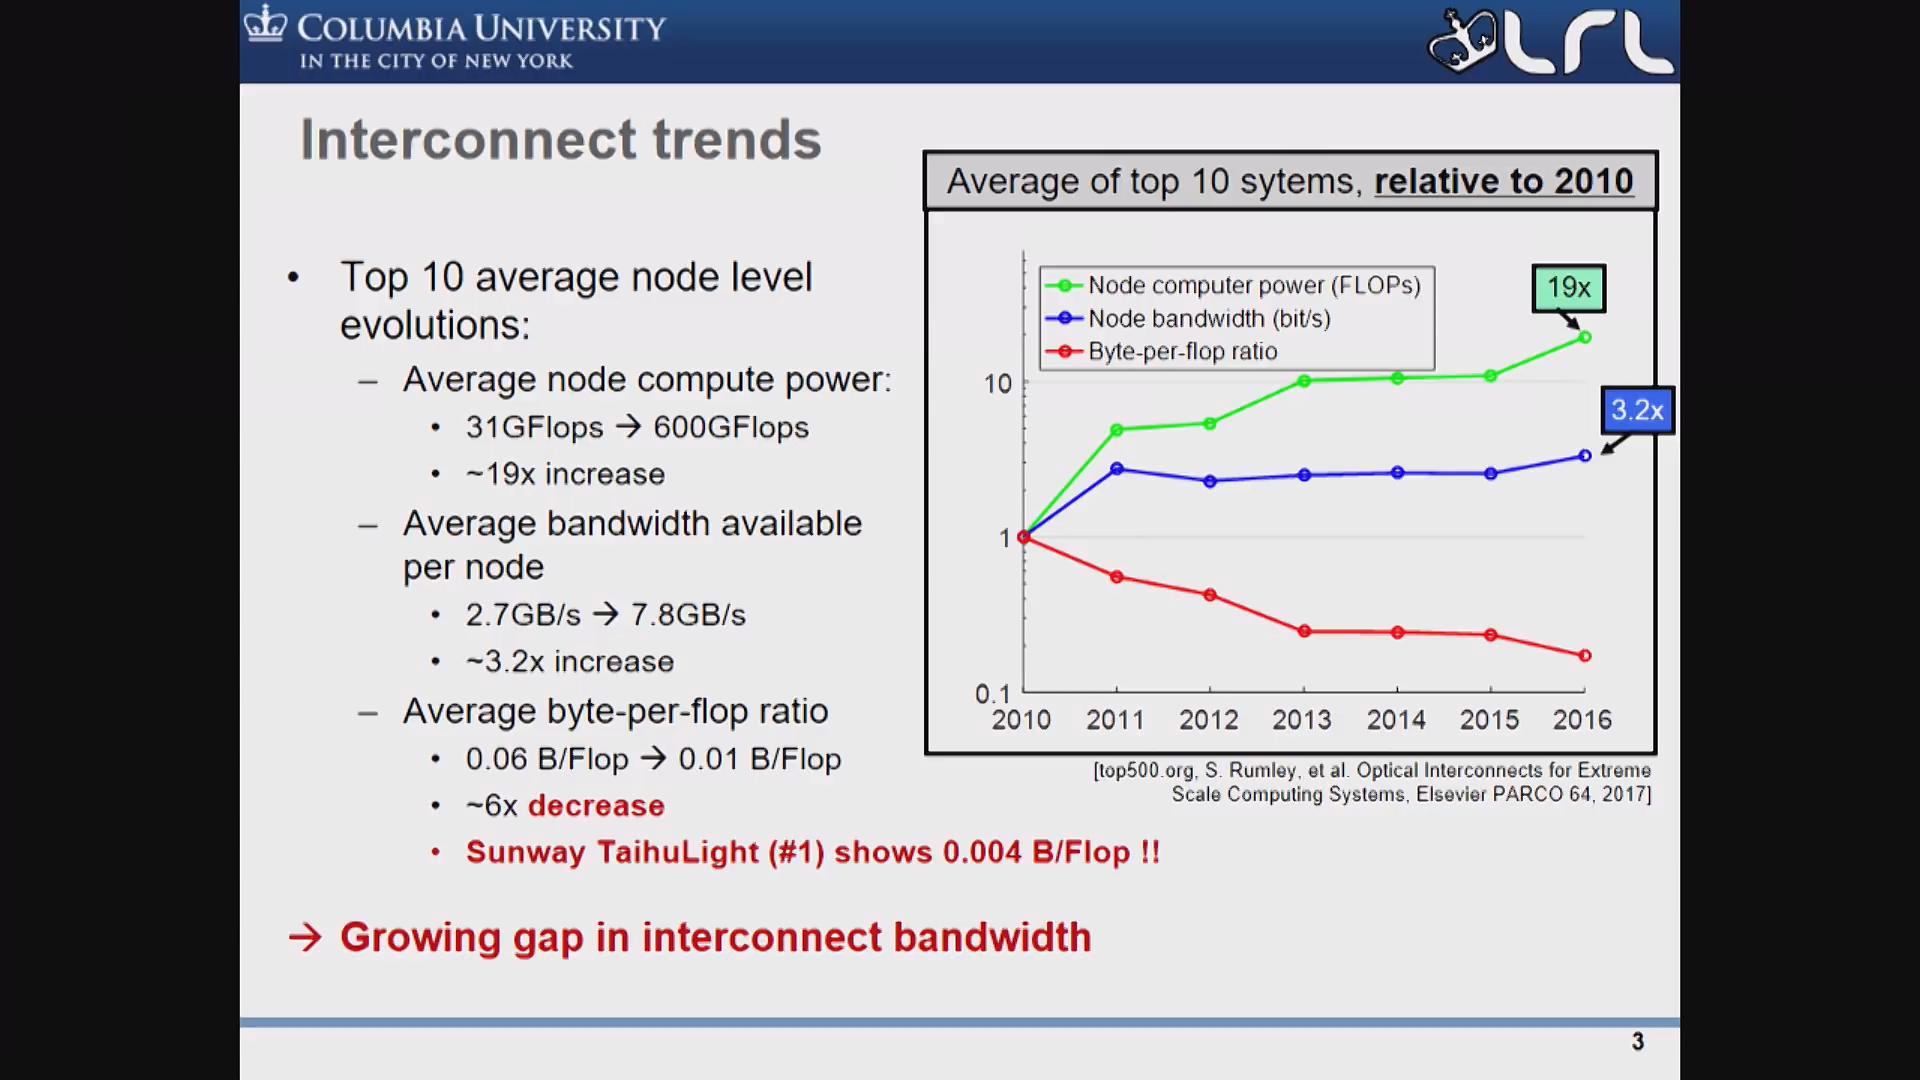 COLUMBIA UNIVERSITY
IN THE CITY OF NEW YORK
LRL
Interconnect trends
• Top 10 average node level
evolutions:
– Average node compute power:
• 31GFlops → 600GFlops
• ~19x increase
– Average bandwidth available
per node
• 2.7GB/s → 7.8GB/s
• ~3.2x increase
– Average byte-per-flop ratio
• 0.06 B/Flop → 0.01 B/Flop
• ~6x decrease
• Sunway TaihuLight (#1) shows 0.004 B/Flop !!
→ Growing gap in interconnect bandwidth
Average of top 10 sytems, relative to 2010
Node computer power (FLOPs)
Node bandwidth (bit/s)
Byte-per-flop ratio
19x
3.2x
10
1
0.1
2010 2011 2012 2013 2014 2015 2016
[top500.org, S. Rumley, et al. Optical Interconnects for Extreme
Scale Computing Systems, Elsevier PARCO 64, 2017]
3